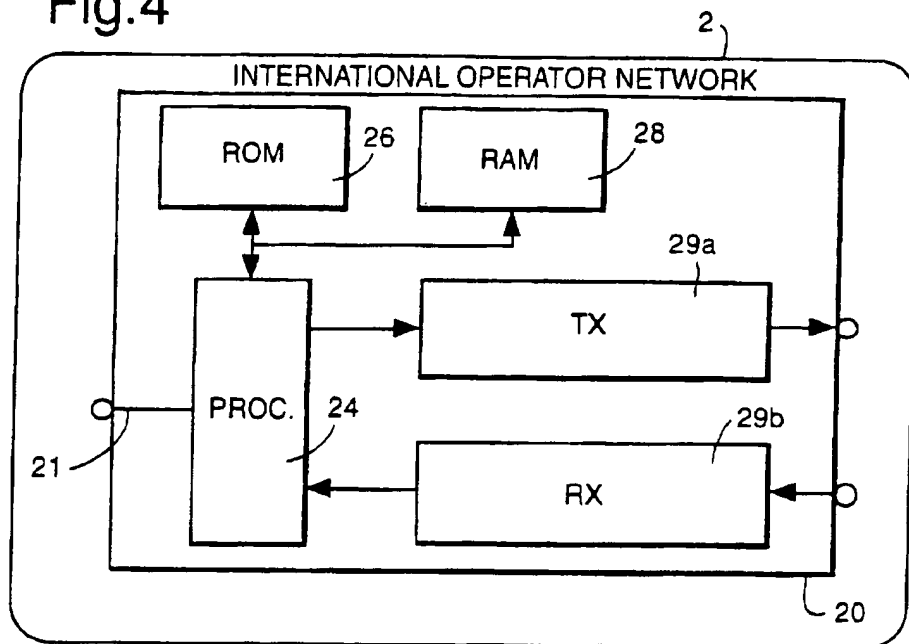 Fig.4
2
INTERNATIONAL OPERATOR NETWORK
ROM
26
RAM
28
29a
TX
PROC.
24
21
29b
RX
20